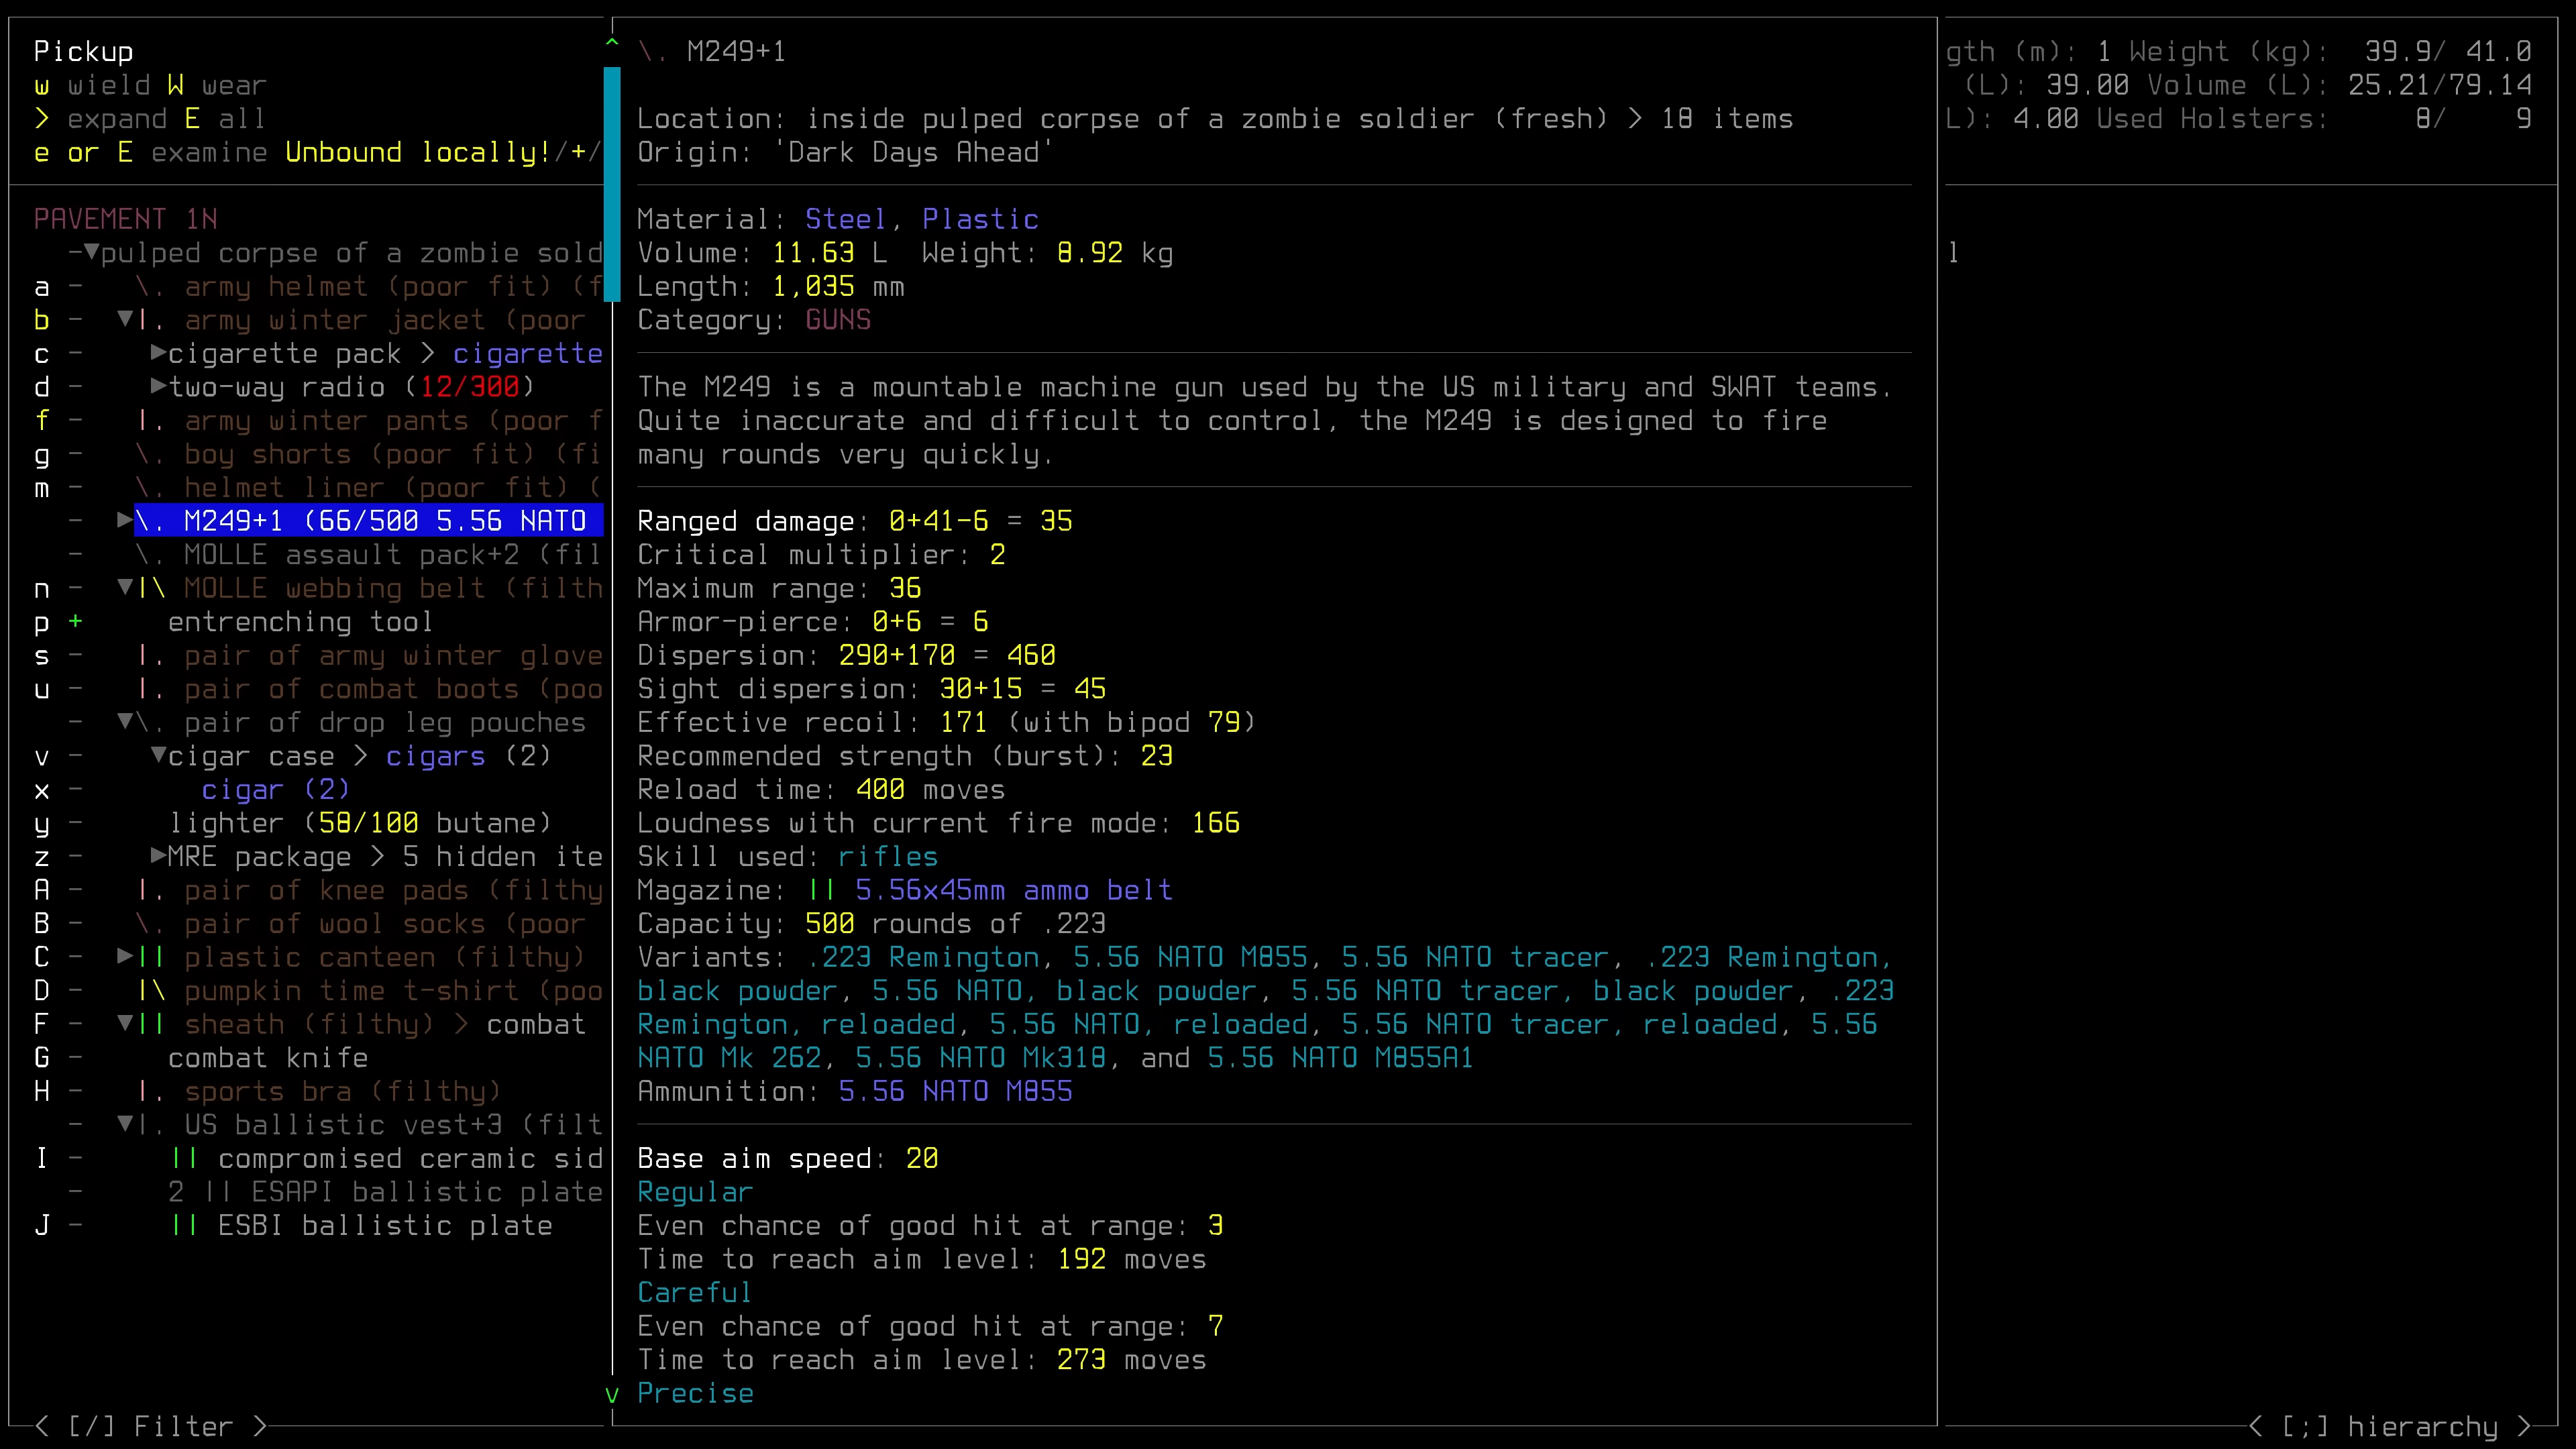 Pickup
w wield W wear
> expand E all
e or E examine Unbound locally!/+/
PAVEMENT 1N
-▼pulped corpse of a zombie sold
a - \. army helmet (poor fit) (f
b - ▼|. army winter jacket (poor
c - ▶cigarette pack > cigarette
d - ▶two-way radio (12/300)
f - |. army winter pants (poor f
g - \. boy shorts (poor fit) (fi
m - \. helmet liner (poor fit) (
- ▶\. M249+1 (66/500 5.56 NATO
- \. MOLLE assault pack+2 (fil
n - ▼|\ MOLLE webbing belt (filth
p + entrenching tool
s - |. pair of army winter glove
u - |. pair of combat boots (poo
- ▼\. pair of drop leg pouches
v - ▼cigar case > cigars (2)
x - cigar (2)
y - lighter (58/100 butane)
z - ▶MRE package > 5 hidden ite
A - |. pair of knee pads (filthy
B - \. pair of wool socks (poor
C - ▶|| plastic canteen (filthy)
D - |\ pumpkin time t-shirt (poo
F - ▼|| sheath (filthy) > combat
G - combat knife
H - |. sports bra (filthy)
- ▼|. US ballistic vest+3 (filt
I - || compromised ceramic sid
- 2 || ESAPI ballistic plate
J - || ESBI ballistic plate
< [/] Filter >
^
\. M249+1
Location: inside pulped corpse of a zombie soldier (fresh) > 18 items
Origin: 'Dark Days Ahead'
Material: Steel, Plastic
Volume: 11.63 L  Weight: 8.92 kg
Length: 1,035 mm
Category: GUNS
The M249 is a mountable machine gun used by the US military and SWAT teams.
Quite inaccurate and difficult to control, the M249 is designed to fire
many rounds very quickly.
Ranged damage: 0+41-6 = 35
Critical multiplier: 2
Maximum range: 36
Armor-pierce: 0+6 = 6
Dispersion: 290+170 = 460
Sight dispersion: 30+15 = 45
Effective recoil: 171 (with bipod 79)
Recommended strength (burst): 23
Reload time: 400 moves
Loudness with current fire mode: 166
Skill used: rifles
Magazine: || 5.56x45mm ammo belt
Capacity: 500 rounds of .223
Variants: .223 Remington, 5.56 NATO M855, 5.56 NATO tracer, .223 Remington,
black powder, 5.56 NATO, black powder, 5.56 NATO tracer, black powder, .223
Remington, reloaded, 5.56 NATO, reloaded, 5.56 NATO tracer, reloaded, 5.56
NATO Mk 262, 5.56 NATO Mk318, and 5.56 NATO M855A1
Ammunition: 5.56 NATO M855
Base aim speed: 20
Regular
Even chance of good hit at range: 3
Time to reach aim level: 192 moves
Careful
Even chance of good hit at range: 7
Time to reach aim level: 273 moves
v Precise
gth (m): 1 Weight (kg): 39.9/ 41.0
(L): 39.00 Volume (L): 25.21/79.14
L): 4.00 Used Holsters: 8/ 9
l
< [;] hierarchy >